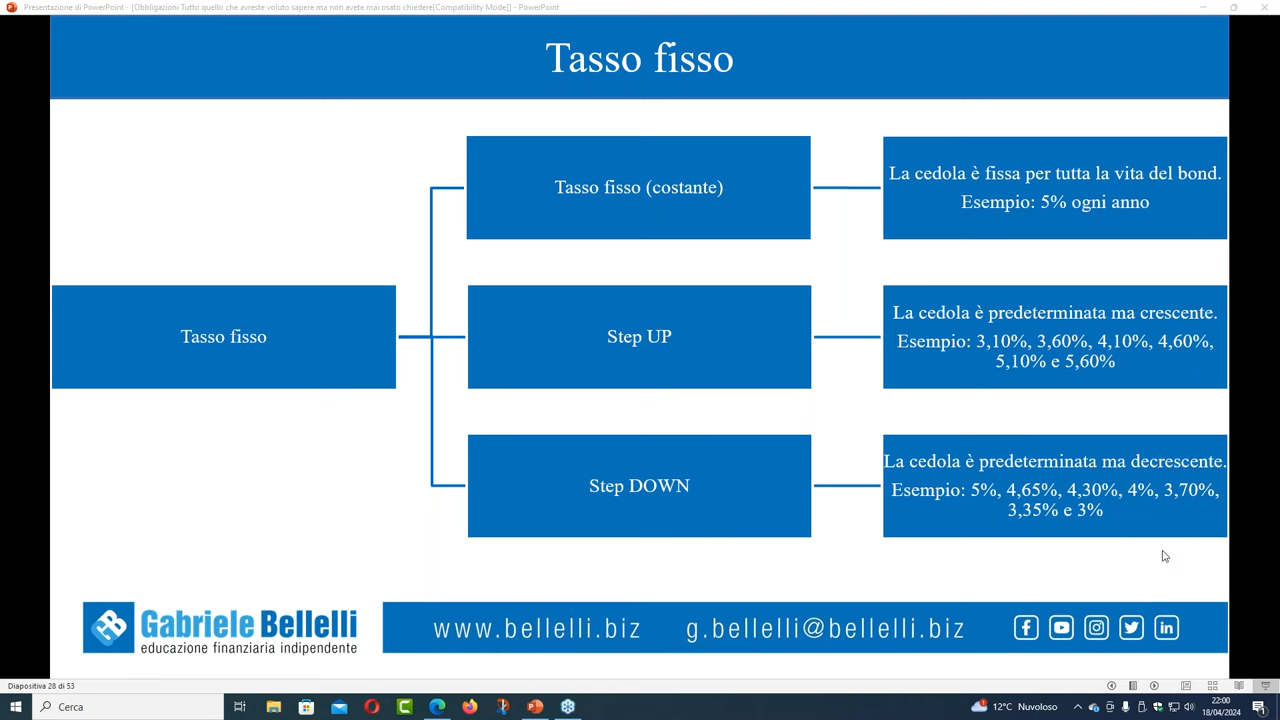 Presentazione di PowerPoint - [Obbligazioni Tutto quello che avreste voluto sapere ma non avete mai osato chiedere[Compatibility Mode]] - PowerPoint
Tasso fisso
Tasso fisso (costante)
La cedola è fissa per tutta la vita del bond.
Esempio: 5% ogni anno
Tasso fisso
Step UP
La cedola è predeterminata ma crescente.
Esempio: 3,10%, 3,60%, 4,10%, 4,60%,
5,10% e 5,60%
Step DOWN
La cedola è predeterminata ma decrescente.
Esempio: 5%, 4,65%, 4,30%, 4%, 3,70%,
3,35% e 3%
Gabriele Bellelli
educazione finanziaria indipendente
www.bellelli.biz g.bellelli@bellelli.biz
Diapositiva 28 di 53
Cerca
12°C Nuvoloso
22:00
18/04/2024